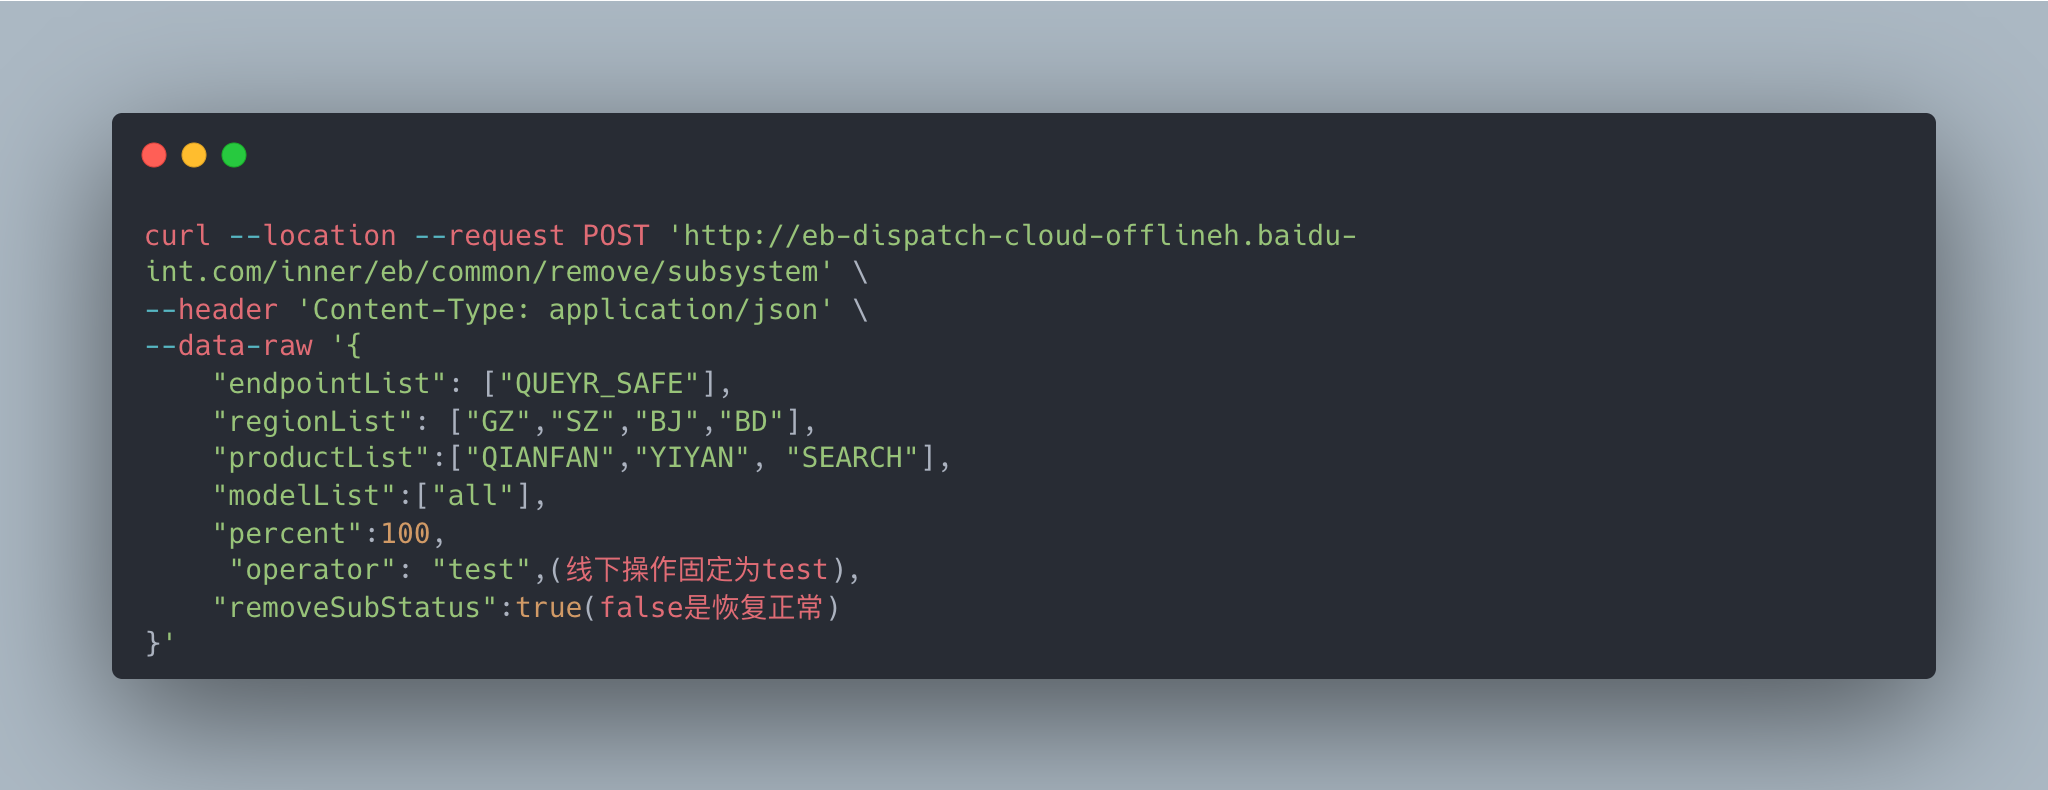 curl --location --request POST 'http://eb-dispatch-cloud-offlineh.baidu-
int.com/inner/eb/common/remove/subsystem' \
--header 'Content-Type: application/json' \
--data-raw '{
    "endpointList": ["QUEYR_SAFE"],
    "regionList": ["GZ","SZ","BJ","BD"],
    "productList":["QIANFAN","YIYAN", "SEARCH"],
    "modelList":["all"],
    "percent":100,
     "operator": "test",(线下操作固定为test),
    "removeSubStatus":true(false是恢复正常)
}'